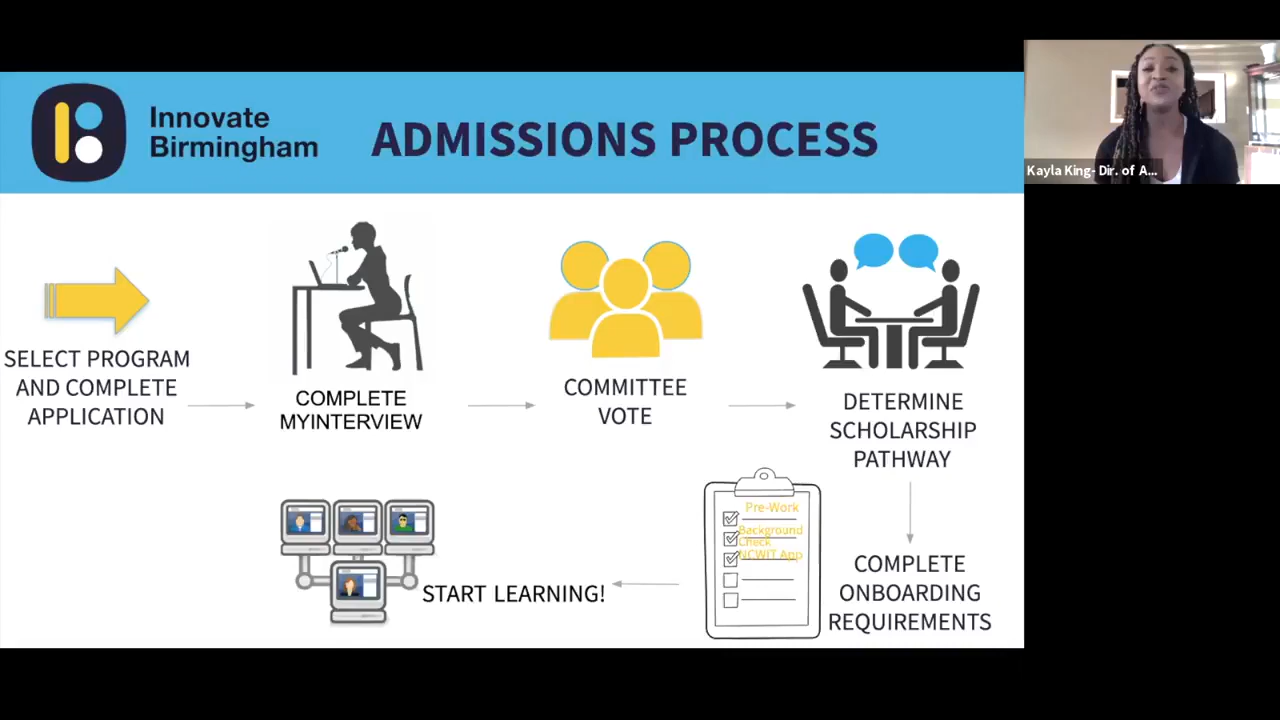 Innovate
Birmingham
ADMISSIONS PROCESS
Kayla King- Dir. of A...
SELECT PROGRAM
AND COMPLETE
APPLICATION
COMPLETE
MYINTERVIEW
COMMITTEE
VOTE
DETERMINE
SCHOLARSHIP
PATHWAY
Pre-Work
Background
Check
NCWIT App
COMPLETE
ONBOARDING
REQUIREMENTS
START LEARNING!